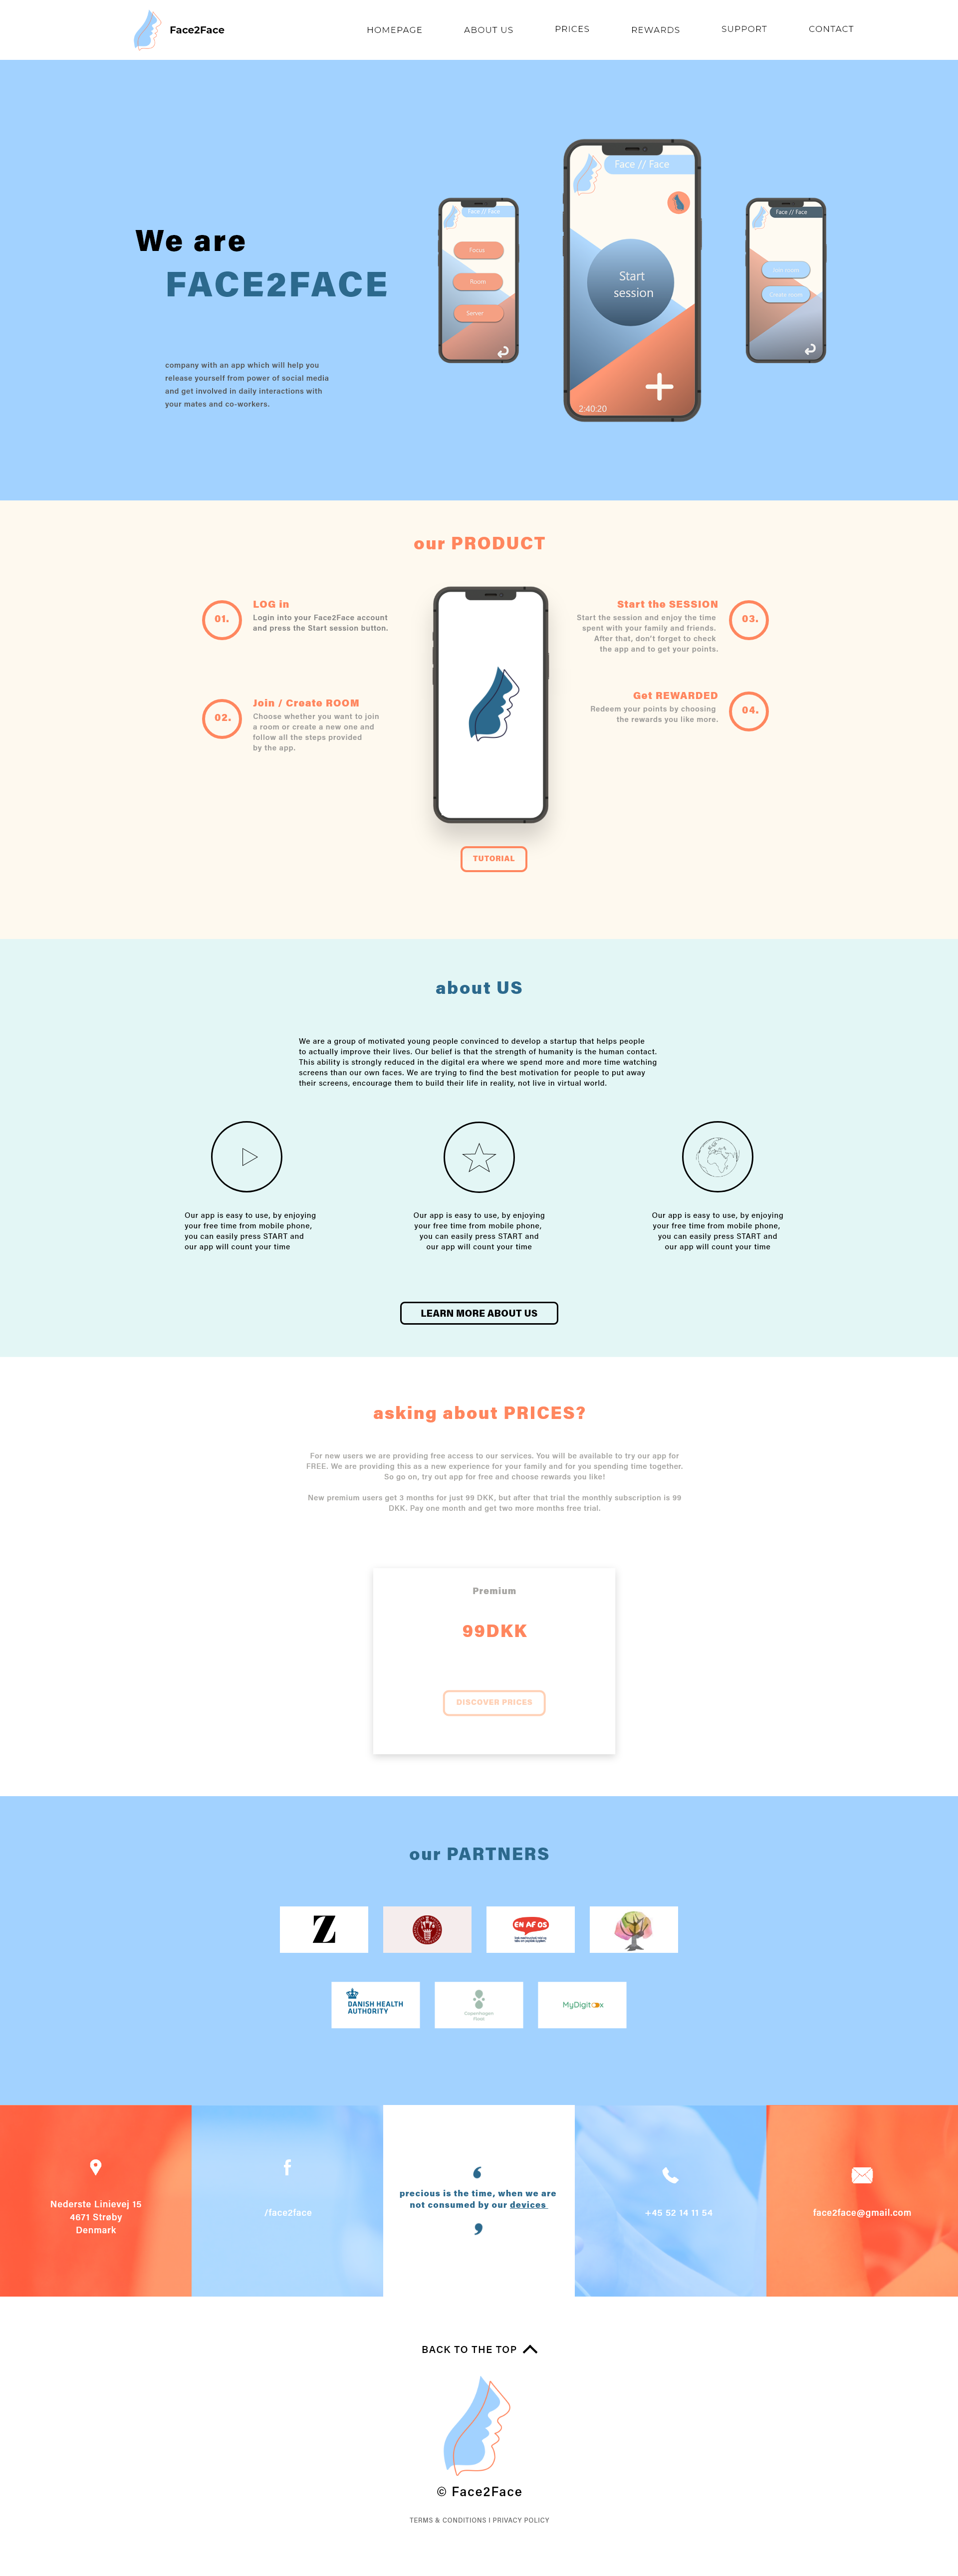 Face2Face
HOMEPAGE
ABOUT US
PRICES
REWARDS
SUPPORT
CONTACT
We are
FACE2FACE
company with an app which will help you
release yourself from power of social media
and get involved in daily interactions with
your mates and co-workers.
Face // Face
Focus
Room
Server
Face // Face
Start
session
2:40:20
Face // Face
Join room
Create room
our PRODUCT
01.
LOG in
Login into your Face2Face account
and press the Start session button.
02.
Join / Create ROOM
Choose whether you want to join
a room or create a new one and
follow all the steps provided
by the app.
Start the SESSION
03.
Start the session and enjoy the time
spent with your family and friends.
After that, don't forget to check
the app and to get your points.
Get REWARDED
04.
Redeem your points by choosing
the rewards you like more.
TUTORIAL
about US
We are a group of motivated young people convinced to develop a startup that helps people
to actually improve their lives. Our belief is that the strength of humanity is the human contact.
This ability is strongly reduced in the digital era where we spend more and more time watching
screens than our own faces. We are trying to find the best motivation for people to put away
their screens, encourage them to build their life in reality, not live in virtual world.
Our app is easy to use, by enjoying
your free time from mobile phone,
you can easily press START and
our app will count your time
Our app is easy to use, by enjoying
your free time from mobile phone,
you can easily press START and
our app will count your time
Our app is easy to use, by enjoying
your free time from mobile phone,
you can easily press START and
our app will count your time
LEARN MORE ABOUT US
asking about PRICES?
For new users we are providing free access to our services. You will be available to try our app for
FREE. We are providing this as a new experience for your family and for you spending time together.
So go on, try out app for free and choose rewards you like!
New premium users get 3 months for just 99 DKK, but after that trial the monthly subscription is 99
DKK. Pay one month and get two more months free trial.
Premium
99DKK
DISCOVER PRICES
our PARTNERS
Z
EN AF OS
DANISH HEALTH
AUTHORITY
Copenhagen
MyDigit x
Nederste Linievej 15
4671 Strøby
Denmark
/face2face
precious is the time, when we are
not consumed by our devices
+45 52 14 11 54
face2face@gmail.com
BACK TO THE TOP
© Face2Face
TERMS & CONDITIONS I PRIVACY POLICY